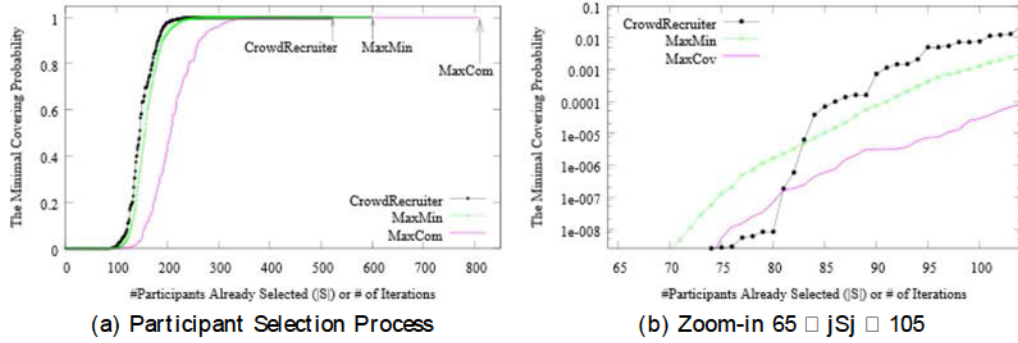 The Minimal Covering Probability
1
0.8
0.6
0.4
0.2
0
CrowdRecruiter
MaxMin
MaxCom
CrowdRecruiter
MaxMin
MaxCom
0 100 200 300 400 500 600 700 800
#Participants Already Selected (|S|) or # of Iterations
(a) Participant Selection Process
The Minimal Covering Probability
0.1
0.01
0.001
0.0001
1e-005
1e-006
1e-007
1e-008
CrowdRecruiter
MaxMin
MaxCov
65 70 75 80 85 90 95 100
#Participants Already Selected (|S|) or # of Iterations
(b) Zoom-in 65 □ jSj □ 105